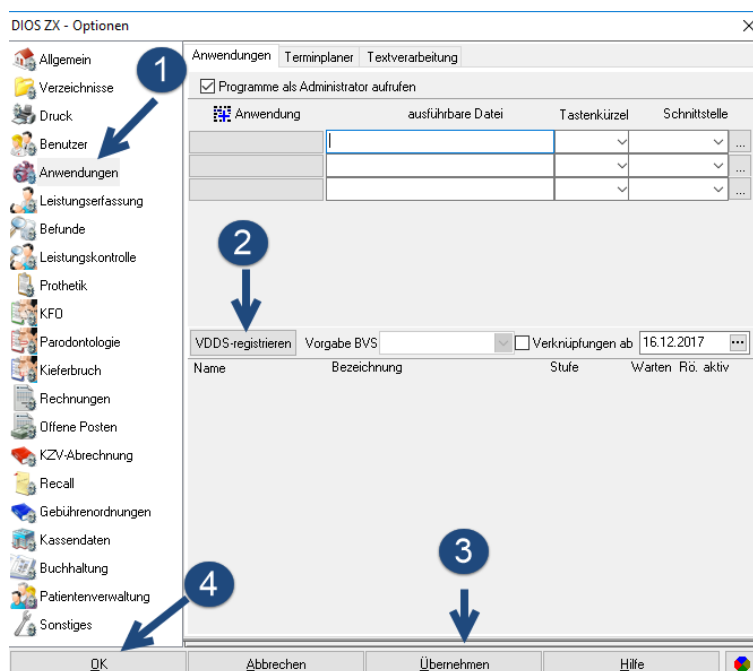 DIOS ZX - Optionen
Allgemein
Verzeichnisse
Druck
Benutzer
Anwendungen
Leistungserfassung
Befunde
Leistungskontrolle
Prothetik
KFO
Parodontologie
Kieferbruch
Rechnungen
Offene Posten
KZV-Abrechnung
Recall
Gebührenordnungen
Kassendaten
Buchhaltung
Patientenverwaltung
Sonstiges
1
Anwendungen Terminplaner Textverarbeitung
Programme als Administrator aufrufen
Anwendung ausführbare Datei Tastenkürzel Schnittstelle
...
...
...
2
VDDS-registrieren Vorgabe BVS Verknüpfungen ab 16.12.2017 ...
Name Bezeichnung Stufe Warten Rö. aktiv
3
4
OK Abbrechen Übernehmen Hilfe